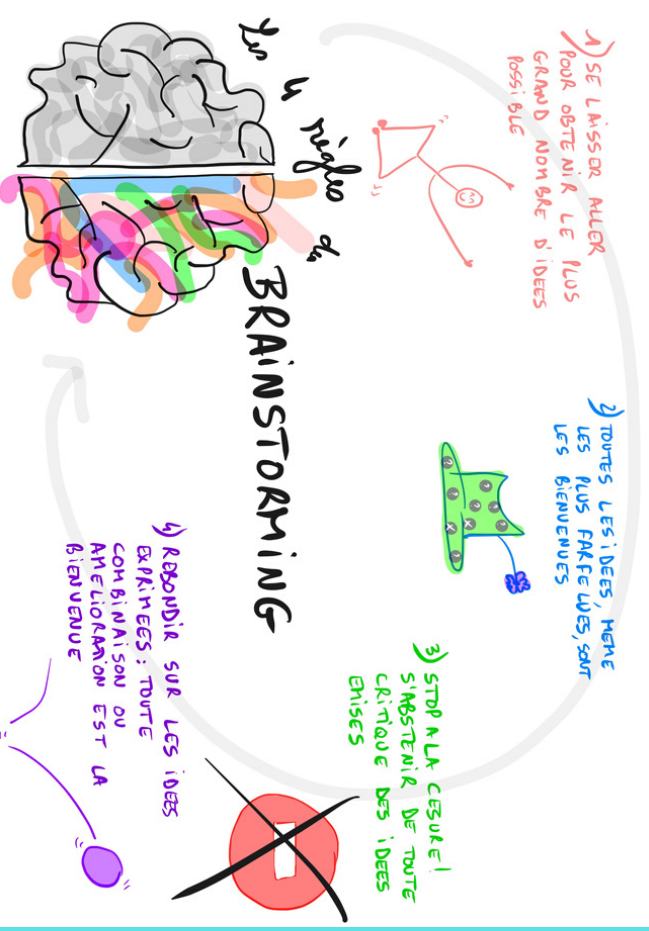 Les 4 règles du
BRAINSTORMING
1) SE LAISSER ALLER
POUR OBTENIR LE PLUS
GRAND NOMBRE D'IDEES
POSSIBLE
2) TOUTES LES IDEES, MEME
LES PLUS FARFELUES, SONT
LES BIENVENUES
3) STOP A LA CESURE!
S'ABSTENIR DE TOUTE
CRITIQUE DES IDEES
EMISES
4) REBONDIR SUR LES IDEES
EXPRIMEES: TOUTE
COMBINAISON OU
AMELIORATION EST LA
BIENVENUE